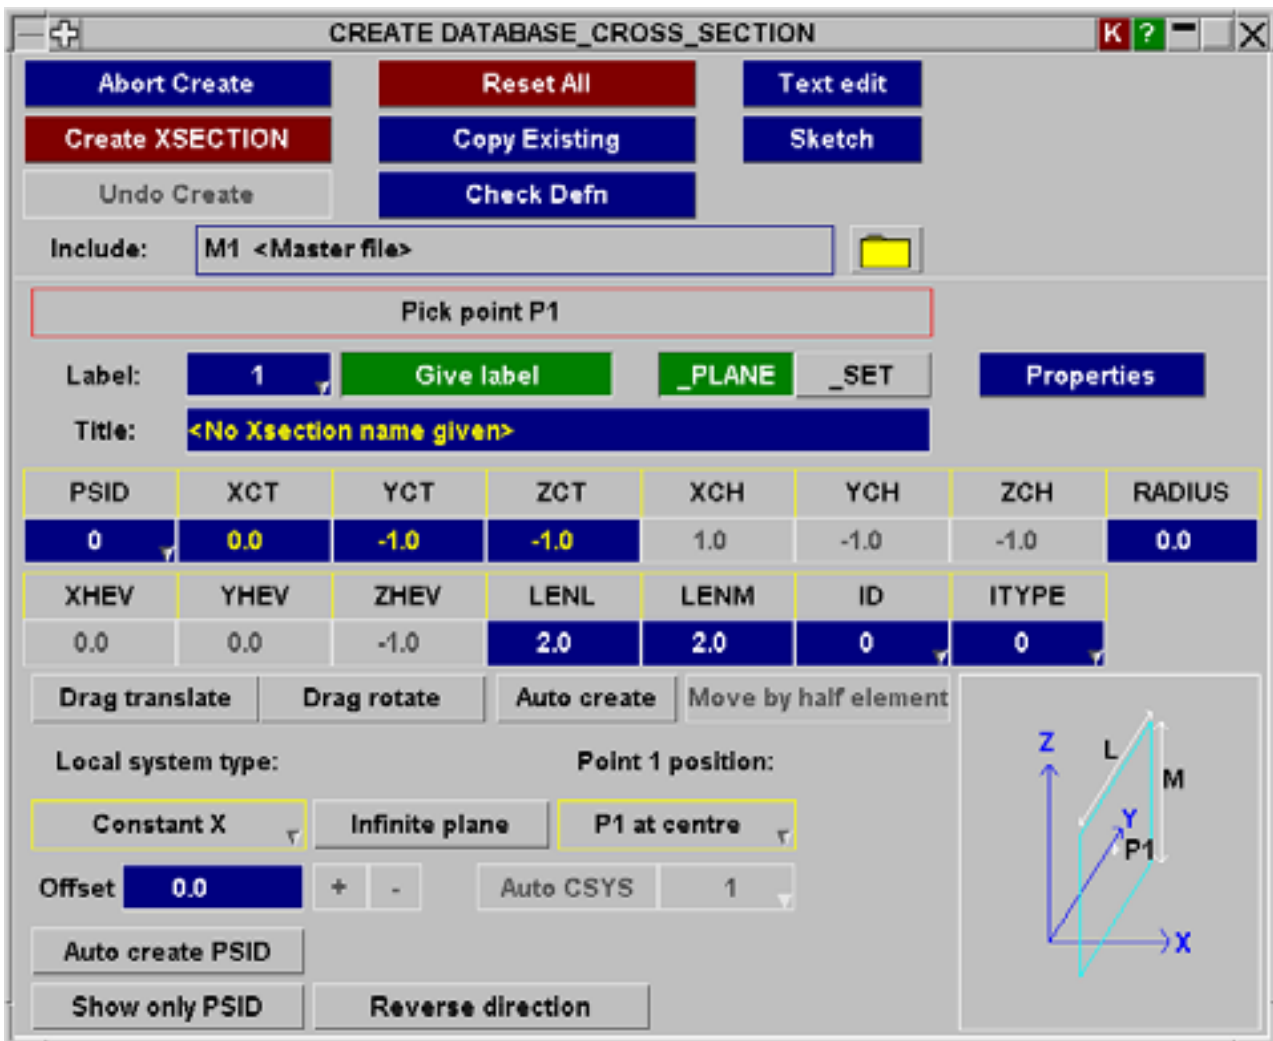 CREATE DATABASE_CROSS_SECTION K ?
Abort Create Reset All Text edit
Create XSECTION Copy Existing Sketch
Undo Create Check Defn
Include: M1 <Master file>
Pick point P1
Label: 1 Give label _PLANE _SET Properties
Title: <No Xsection name given>
PSID XCT YCT ZCT XCH YCH ZCH RADIUS
0 0.0 -1.0 -1.0 1.0 -1.0 -1.0 0.0
XHEV YHEV ZHEV LENL LENM ID ITYPE
0.0 0.0 -1.0 2.0 2.0 0 0
Drag translate Drag rotate Auto create Move by half element
Local system type: Point 1 position:
Constant X Infinite plane P1 at centre
Offset 0.0 + - Auto CSYS 1
Auto create PSID
Show only PSID Reverse direction
Z L M
Y
P1
X